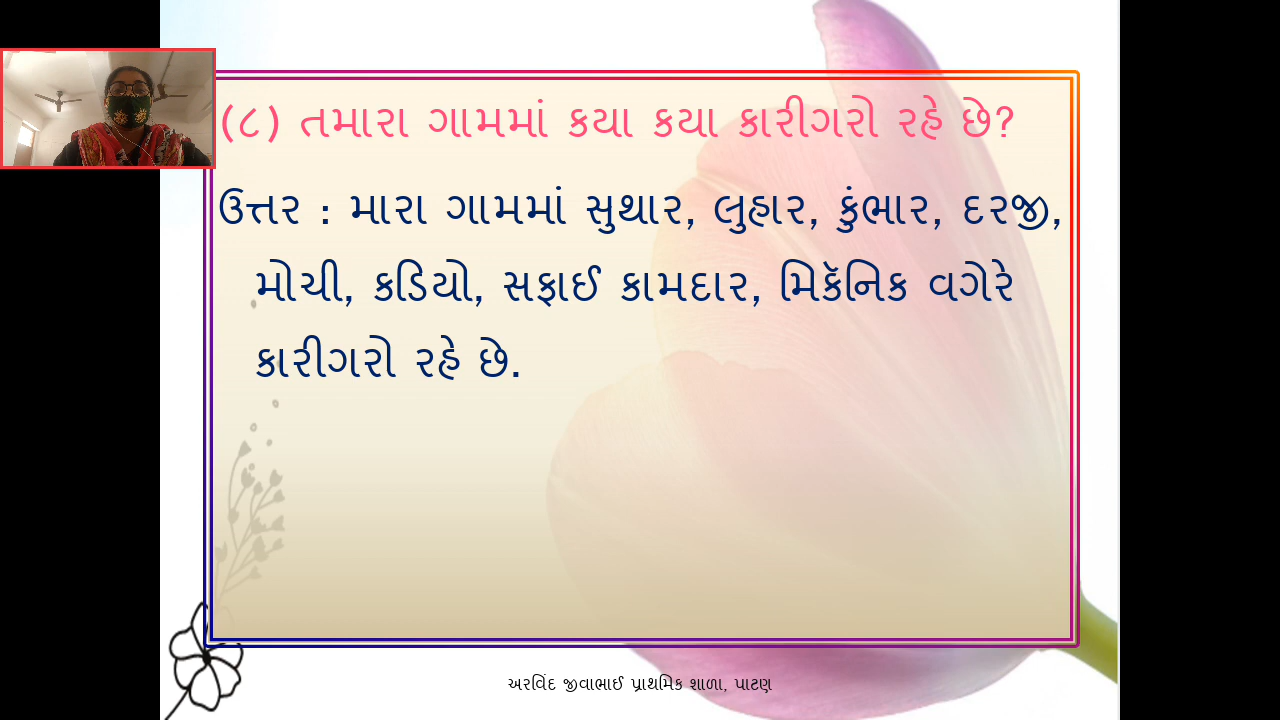 (૮) તમારા ગામમાં કયા કયા કારીગરો રહે છે?
ઉત્તર : મારા ગામમાં સુથાર, લુહાર, કુંભાર, દરજી,
મોચી, કડિયો, સફાઈ કામદાર, મિકૅનિક વગેરે
કારીગરો રહે છે.
અરવિંદ જીવાભાઈ પ્રાથમિક શાળા, પાટણ